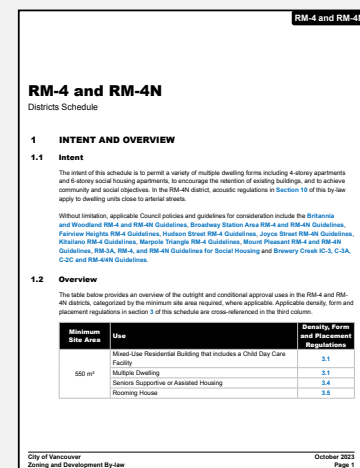 RM-4 and RM-4N
RM-4 and RM-4N
Districts Schedule
1 INTENT AND OVERVIEW
1.1 Intent
The intent of this schedule is to permit a variety of multiple dwelling forms including 4-storey apartments
and 6-storey social housing apartments, to encourage the retention of existing buildings, and to achieve
community and social objectives. In the RM-4N district, acoustic regulations in Section 10 of this by-law
apply to dwelling units close to arterial streets.
Without limitation, applicable Council policies and guidelines for consideration include the Britannia
and Woodland RM-4 and RM-4N Guidelines, Broadway Station Area RM-4 and RM-4N Guidelines,
Fairview Heights RM-4 Guidelines, Hudson Street RM-4 Guidelines, Joyce Street RM-4N Guidelines,
Kitsilano RM-4 Guidelines, Marpole Triangle RM-4 Guidelines, Mount Pleasant RM-4 and RM-4N
Guidelines, RM-3A, RM-4, and RM-4N Guidelines for Social Housing and Brewery Creek IC-3, C-3A,
C-2C and RM-4/4N Guidelines.
1.2 Overview
The table below provides an overview of the outright and conditional approval uses in the RM-4 and RM-
4N districts, categorized by the minimum site area required, where applicable. Applicable density, form and
placement regulations in section 3 of this schedule are cross-referenced in the third column.
Minimum Site Area Use Density, Form and Placement Regulations
550 m² Mixed-Use Residential Building that includes a Child Day Care Facility 3.1
Multiple Dwelling 3.1
Seniors Supportive or Assisted Housing 3.4
Rooming House 3.5
City of Vancouver October 2023
Zoning and Development By-law Page 1